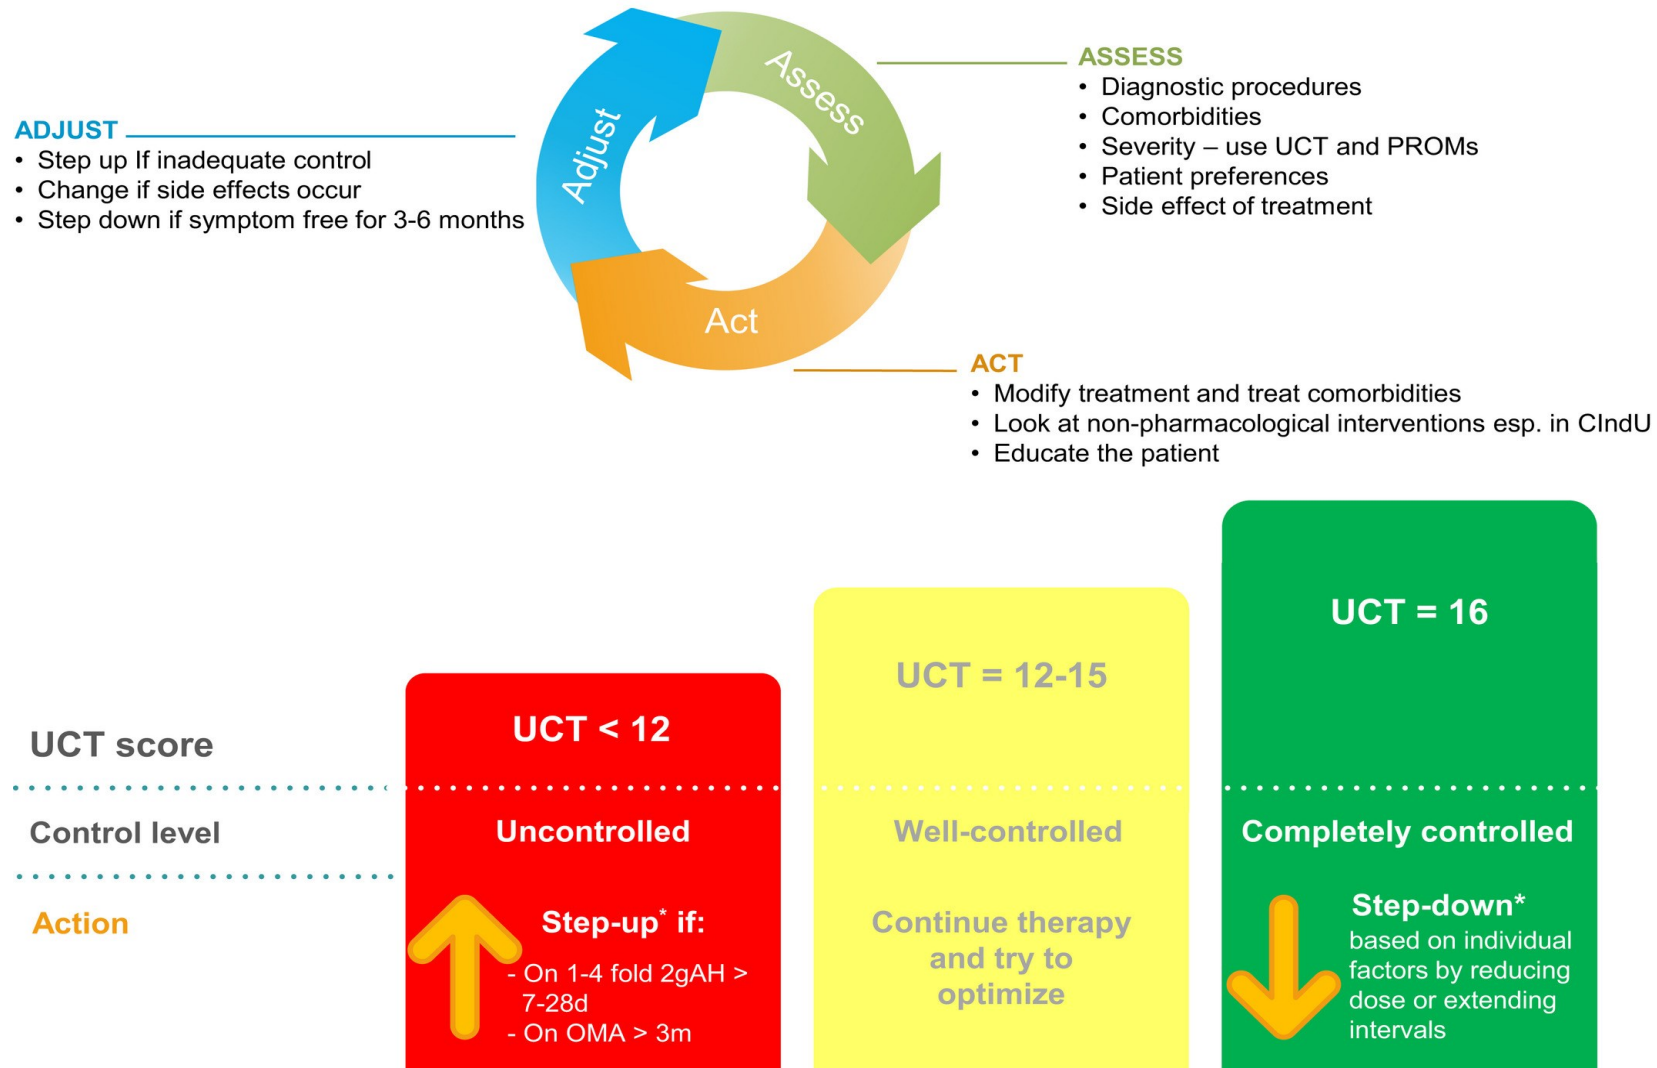 Assess
Adjust
Act
ASSESS
• Diagnostic procedures
• Comorbidities
• Severity – use UCT and PROMs
• Patient preferences
• Side effect of treatment
ADJUST
• Step up If inadequate control
• Change if side effects occur
• Step down if symptom free for 3-6 months
ACT
• Modify treatment and treat comorbidities
• Look at non-pharmacological interventions esp. in CIndU
• Educate the patient
UCT score
UCT < 12
UCT = 12-15
UCT = 16
Control level
Uncontrolled
Well-controlled
Completely controlled
Action
Step-up* if:
- On 1-4 fold 2gAH >
7-28d
- On OMA > 3m
Continue therapy
and try to
optimize
Step-down*
based on individual
factors by reducing
dose or extending
intervals